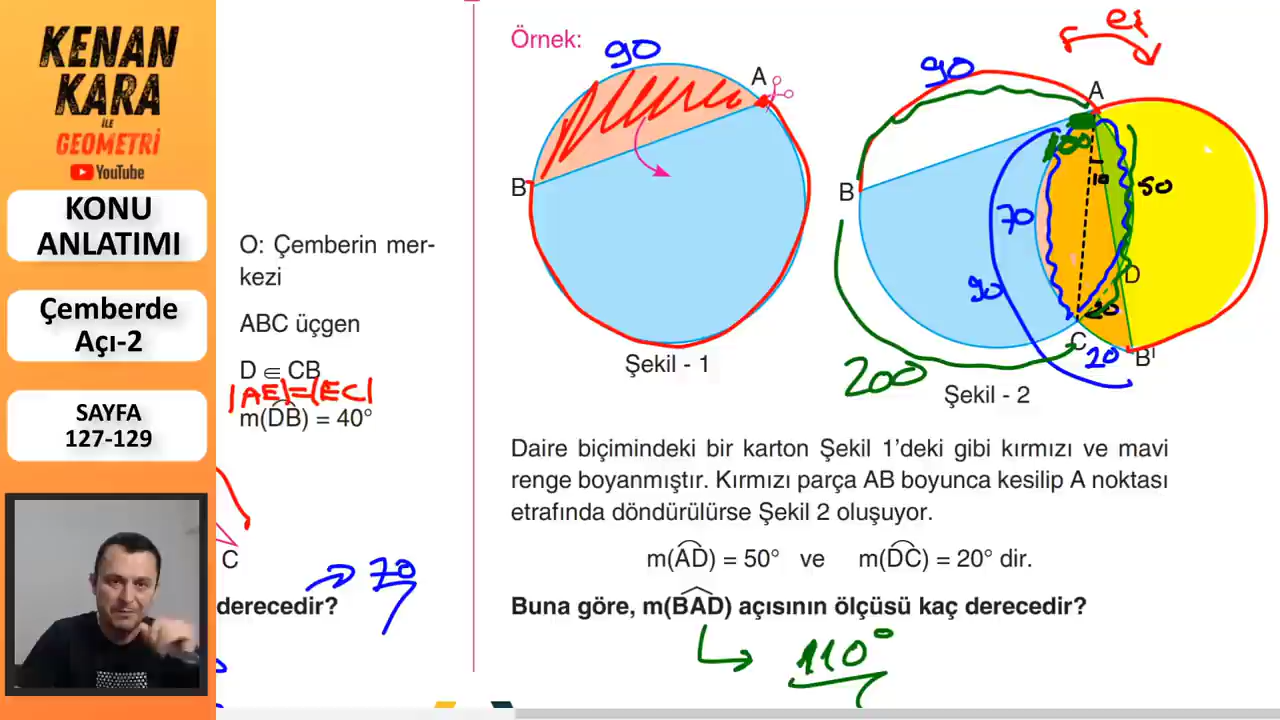 KENAN
KARA
İLE
GEOMETRİ
YouTube
KONU
ANLATIMI
Çemberde
Açı-2
SAYFA
127-129
O: Çemberin mer-
kezi
ABC üçgen
D ∈ CB
|AE|=|EC|
m(DB) = 40°
C
70
derecedir?
Örnek:
90
A
B
Şekil - 1
eş
90
A
100
10
50
B
70
D
90
20
C
20
B'
200
Şekil - 2
Daire biçimindeki bir karton Şekil 1'deki gibi kırmızı ve mavi
renge boyanmıştır. Kırmızı parça AB boyunca kesilip A noktası
etrafında döndürülürse Şekil 2 oluşuyor.
m(AD) = 50° ve m(DC) = 20° dir.
Buna göre, m(BAD) açısının ölçüsü kaç derecedir?
110°